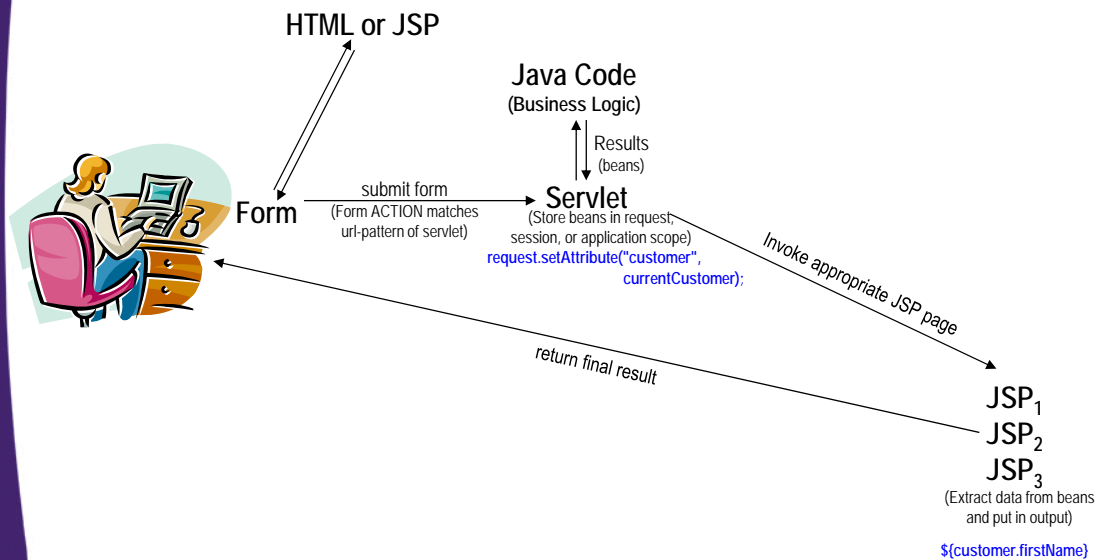 HTML or JSP
Java Code
(Business Logic)
Results
(beans)
Form
submit form
(Form ACTION matches
url-pattern of servlet)
Servlet
(Store beans in request,
session, or application scope)
request.setAttribute("customer",
currentCustomer);
Invoke appropriate JSP page
return final result
JSP₁
JSP₂
JSP₃
(Extract data from beans
and put in output)
${customer.firstName}